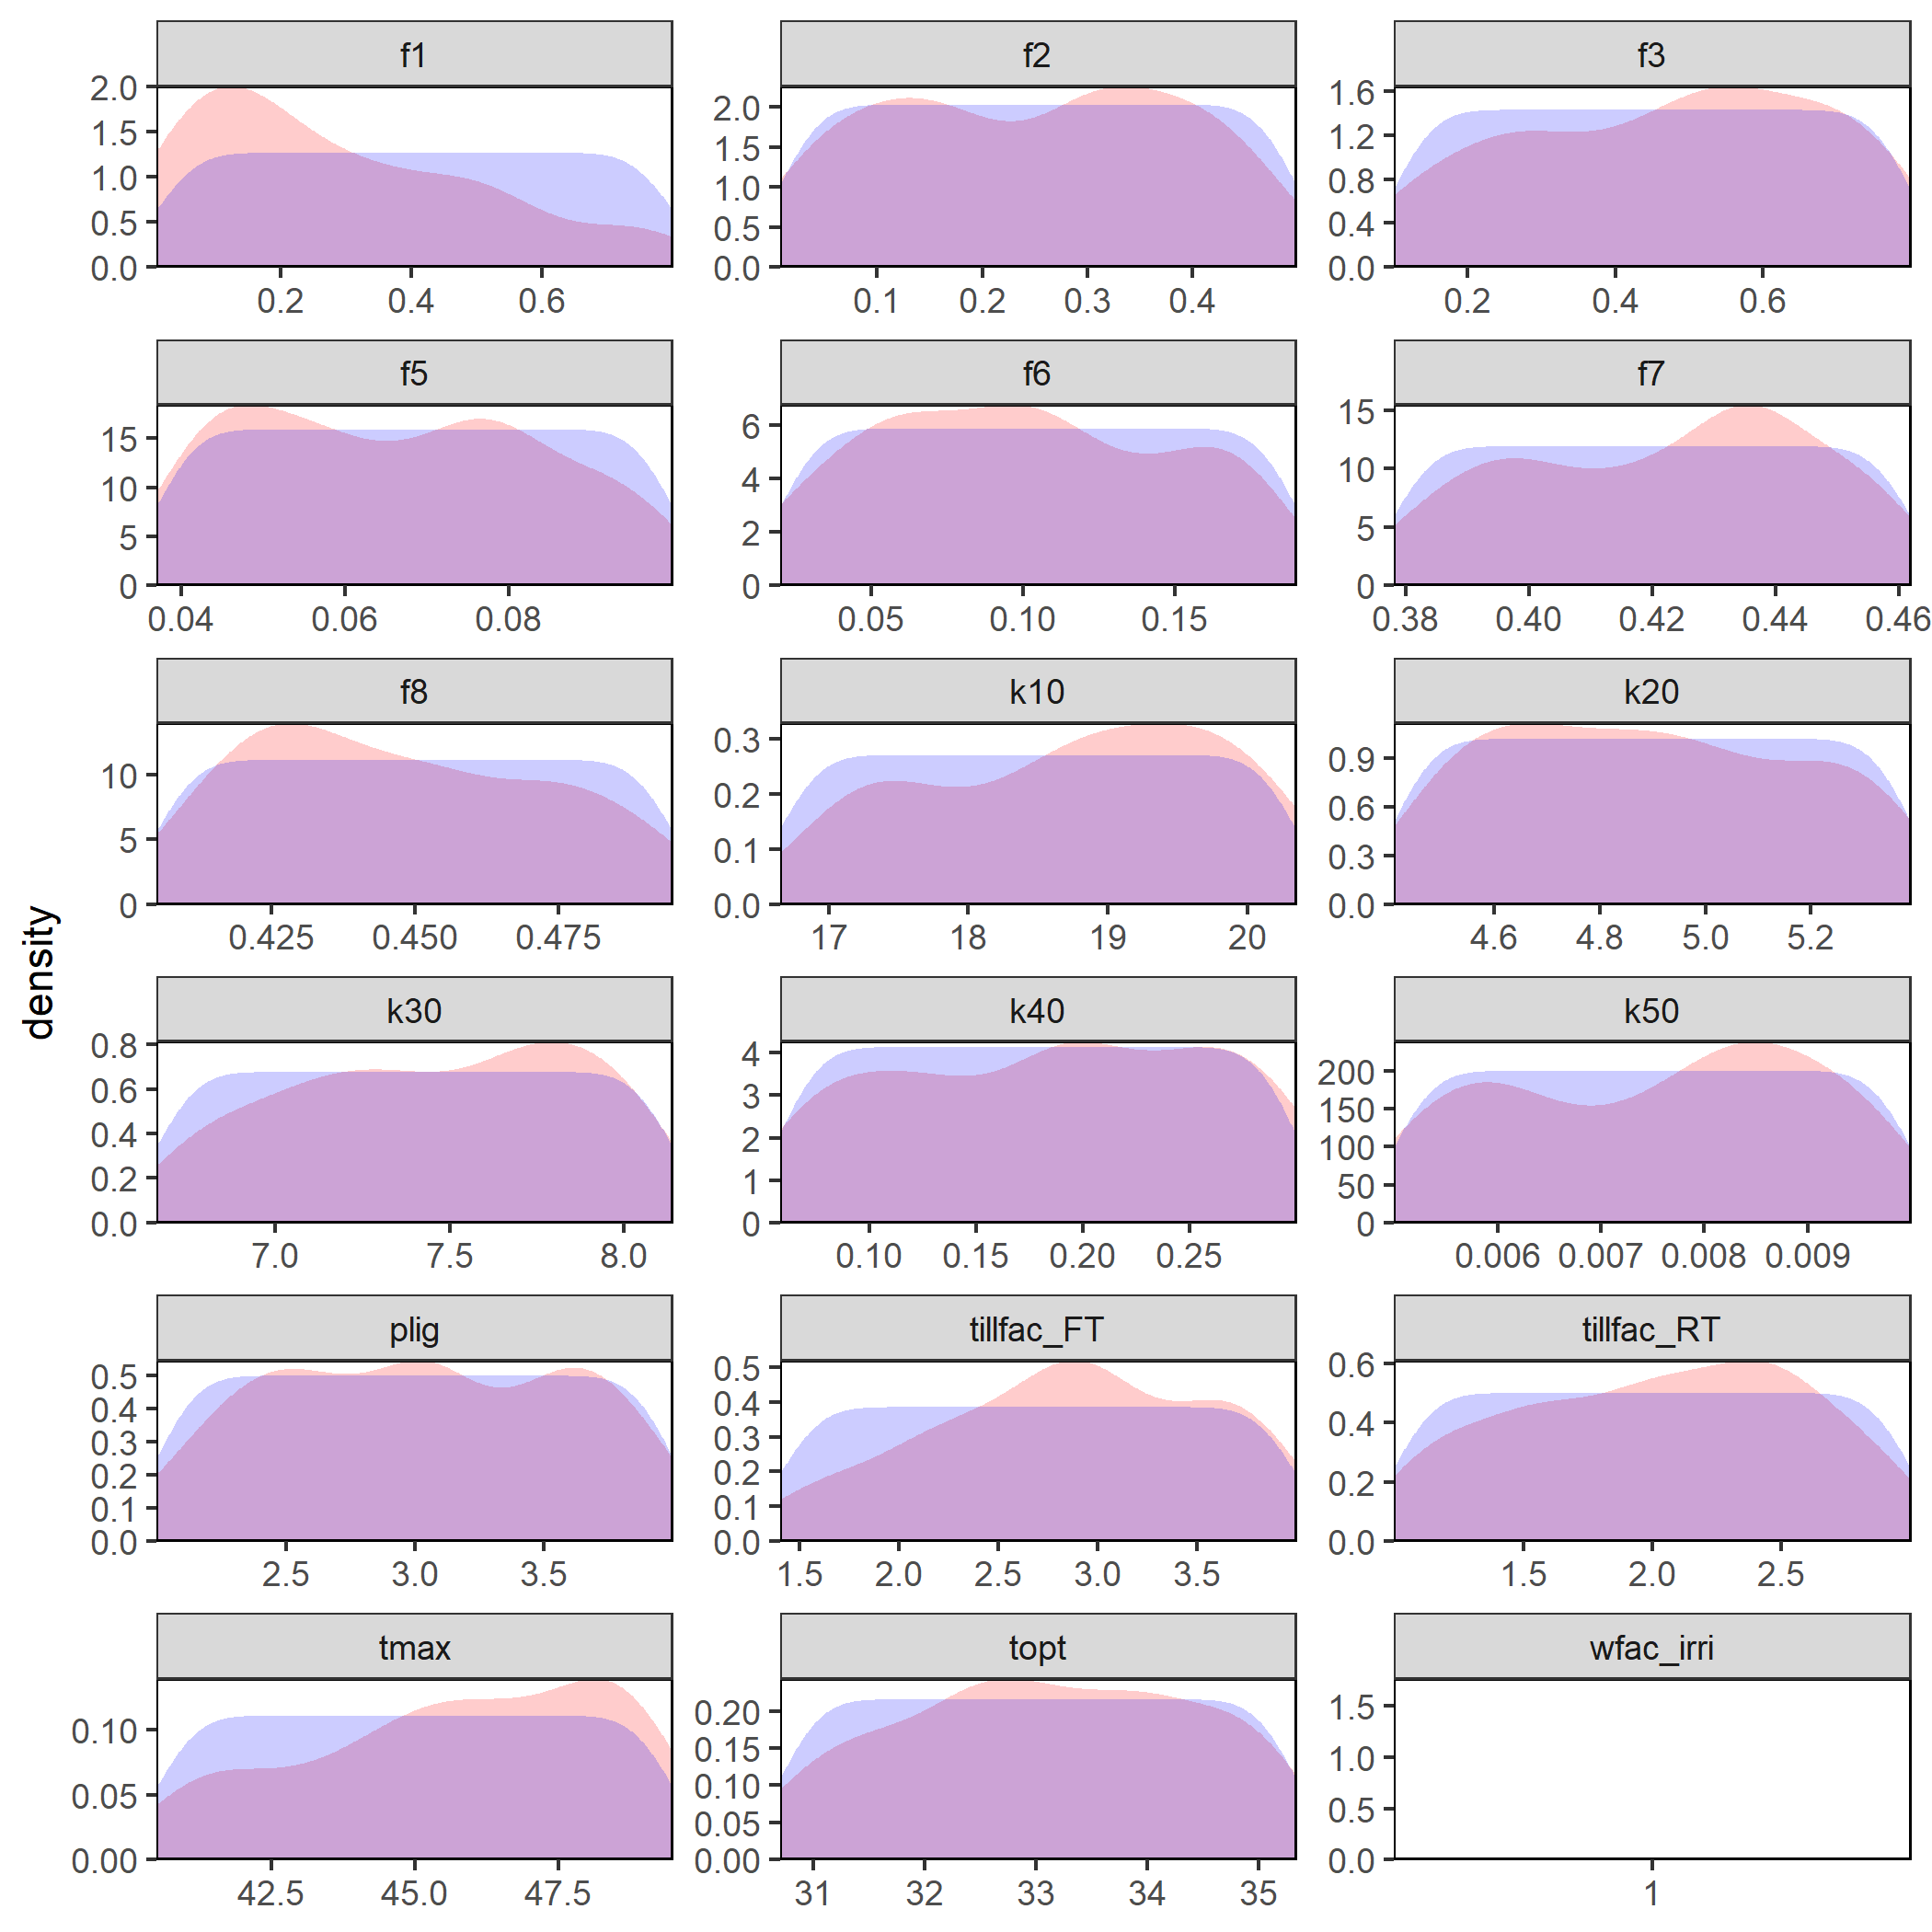 f1 f2 f3
2.0 1.5 1.0 0.5 0.0
2.0 1.5 1.0 0.5 0.0
1.6 1.2 0.8 0.4 0.0
0.2 0.4 0.6
0.1 0.2 0.3 0.4
0.2 0.4 0.6
f5 f6 f7
15 10 5 0
6 4 2 0
15 10 5 0
0.04 0.06 0.08
0.05 0.10 0.15
0.38 0.40 0.42 0.44 0.46
f8 k10 k20
10 5 0
0.3 0.2 0.1 0.0
0.9 0.6 0.3 0.0
0.425 0.450 0.475
17 18 19 20
4.6 4.8 5.0 5.2
density
k30 k40 k50
0.8 0.6 0.4 0.2 0.0
4 3 2 1 0
200 150 100 50 0
7.0 7.5 8.0
0.10 0.15 0.20 0.25
0.006 0.007 0.008 0.009
plig tillfac_FT tillfac_RT
0.5 0.4 0.3 0.2 0.1 0.0
0.5 0.4 0.3 0.2 0.1 0.0
0.6 0.4 0.2 0.0
2.5 3.0 3.5
1.5 2.0 2.5 3.0 3.5
1.5 2.0 2.5
tmax topt wfac_irri
0.10 0.05 0.00
0.20 0.15 0.10 0.05 0.00
1.5 1.0 0.5 0.0
42.5 45.0 47.5
31 32 33 34 35
1